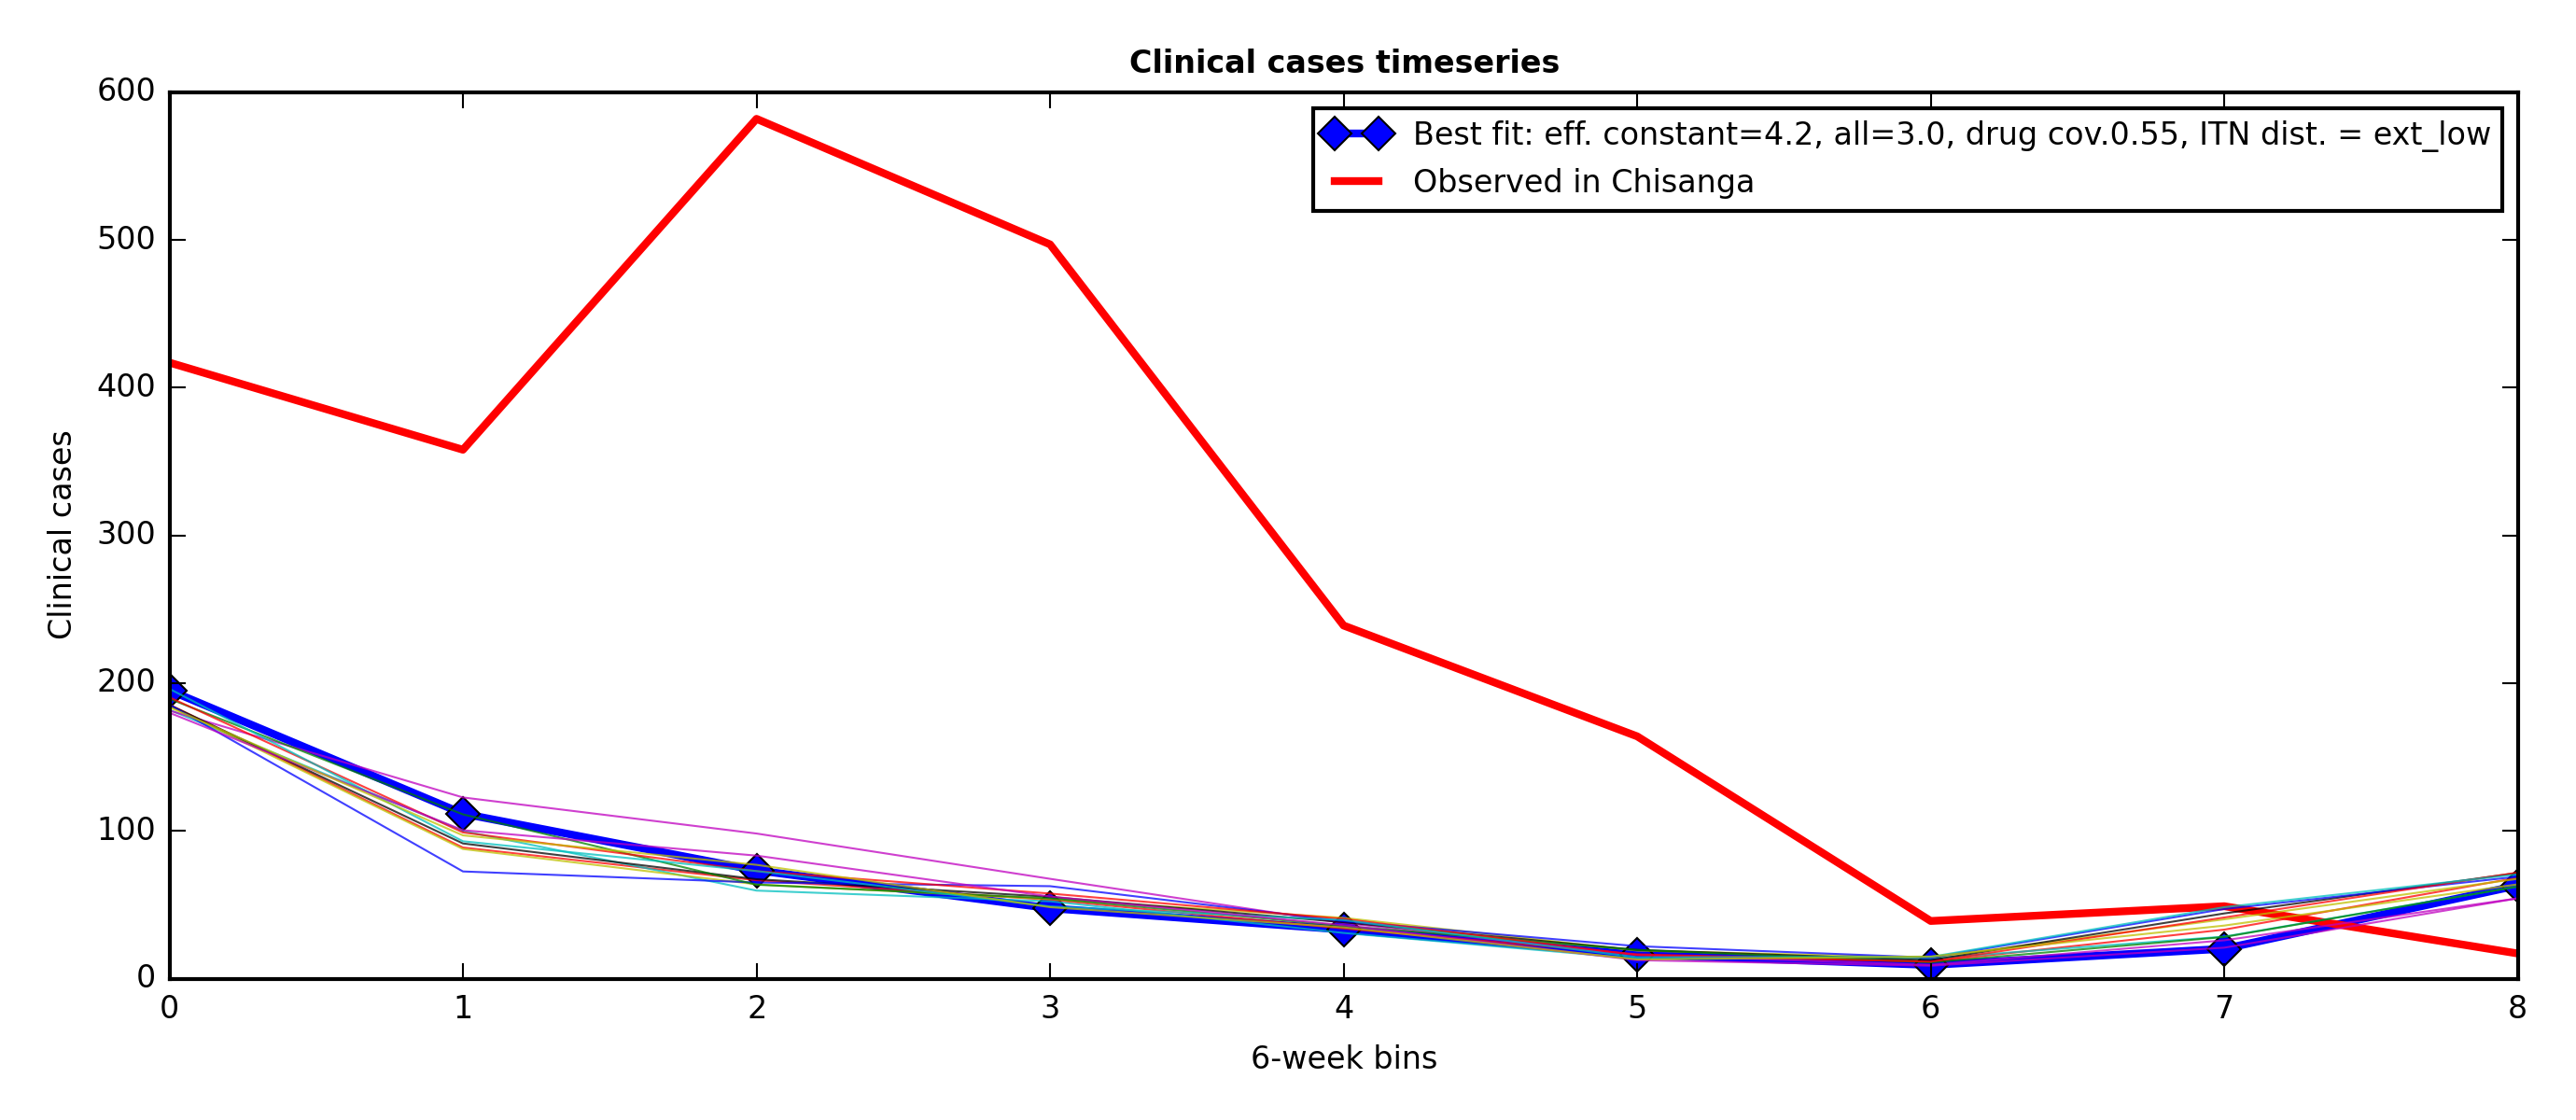 Clinical cases timeseries
600
500
400
300
200
100
0
Clinical cases
Best fit: eff. constant=4.2, all=3.0, drug cov.0.55, ITN dist. = ext_low
Observed in Chisanga
0 1 2 3 4 5 6 7 8
6-week bins